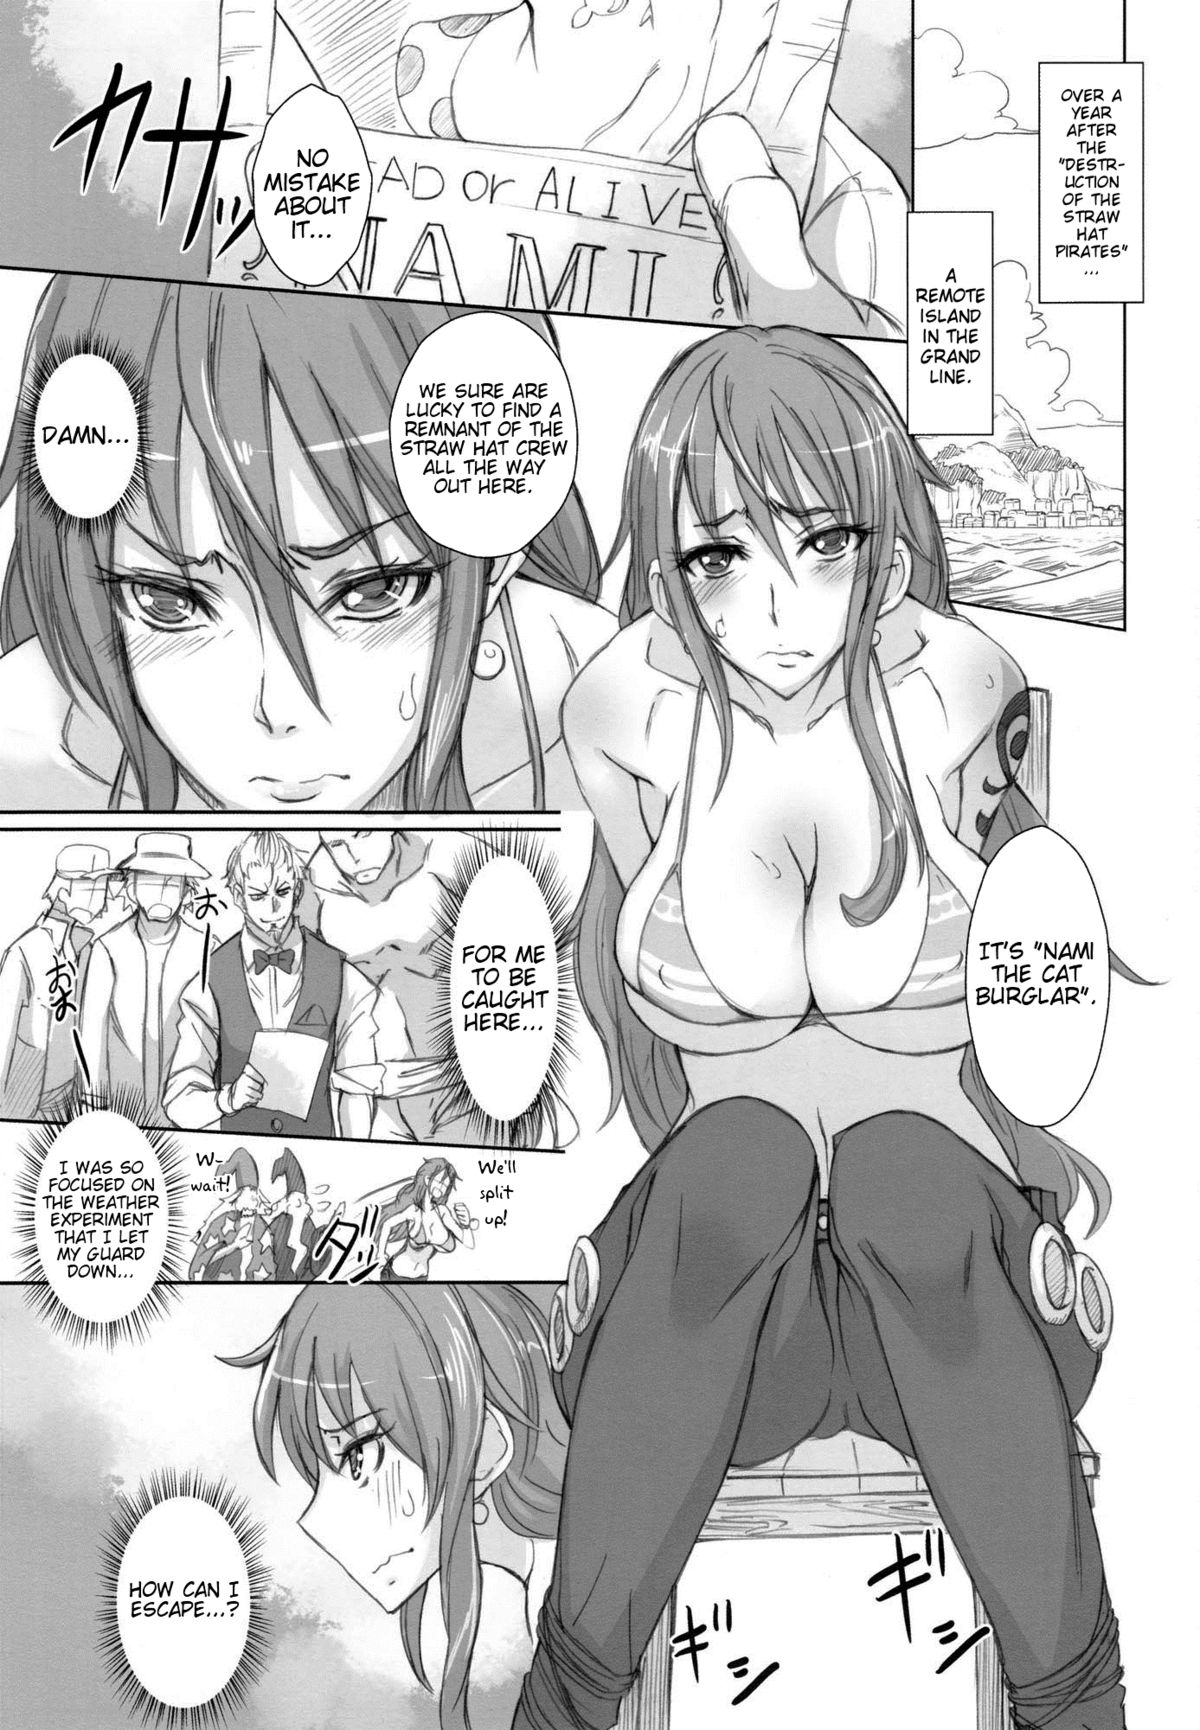 OVER A
YEAR
AFTER
THE
"DESTR-
UCTION
OF THE
STRAW
HAT
PIRATES"
...
A
REMOTE
ISLAND
IN THE
GRAND
LINE.
カサッ
NO
MISTAKE
ABOUT
IT...
AD or ALIVE
NAMI
IT'S "NAMI
THE CAT
BURGLAR".
WE SURE ARE
LUCKY TO FIND A
REMNANT OF THE
STRAW HAT CREW
ALL THE WAY
OUT HERE.
DAMN...
ギシ
ギシ
FOR ME
TO BE
CAUGHT
HERE...
お
おお
We'll
split
up!
ダッ
W-
wait!
I WAS SO
FOCUSED ON
THE WEATHER
EXPERIMENT
THAT I LET
MY GUARD
DOWN...
HOW CAN I
ESCAPE...?